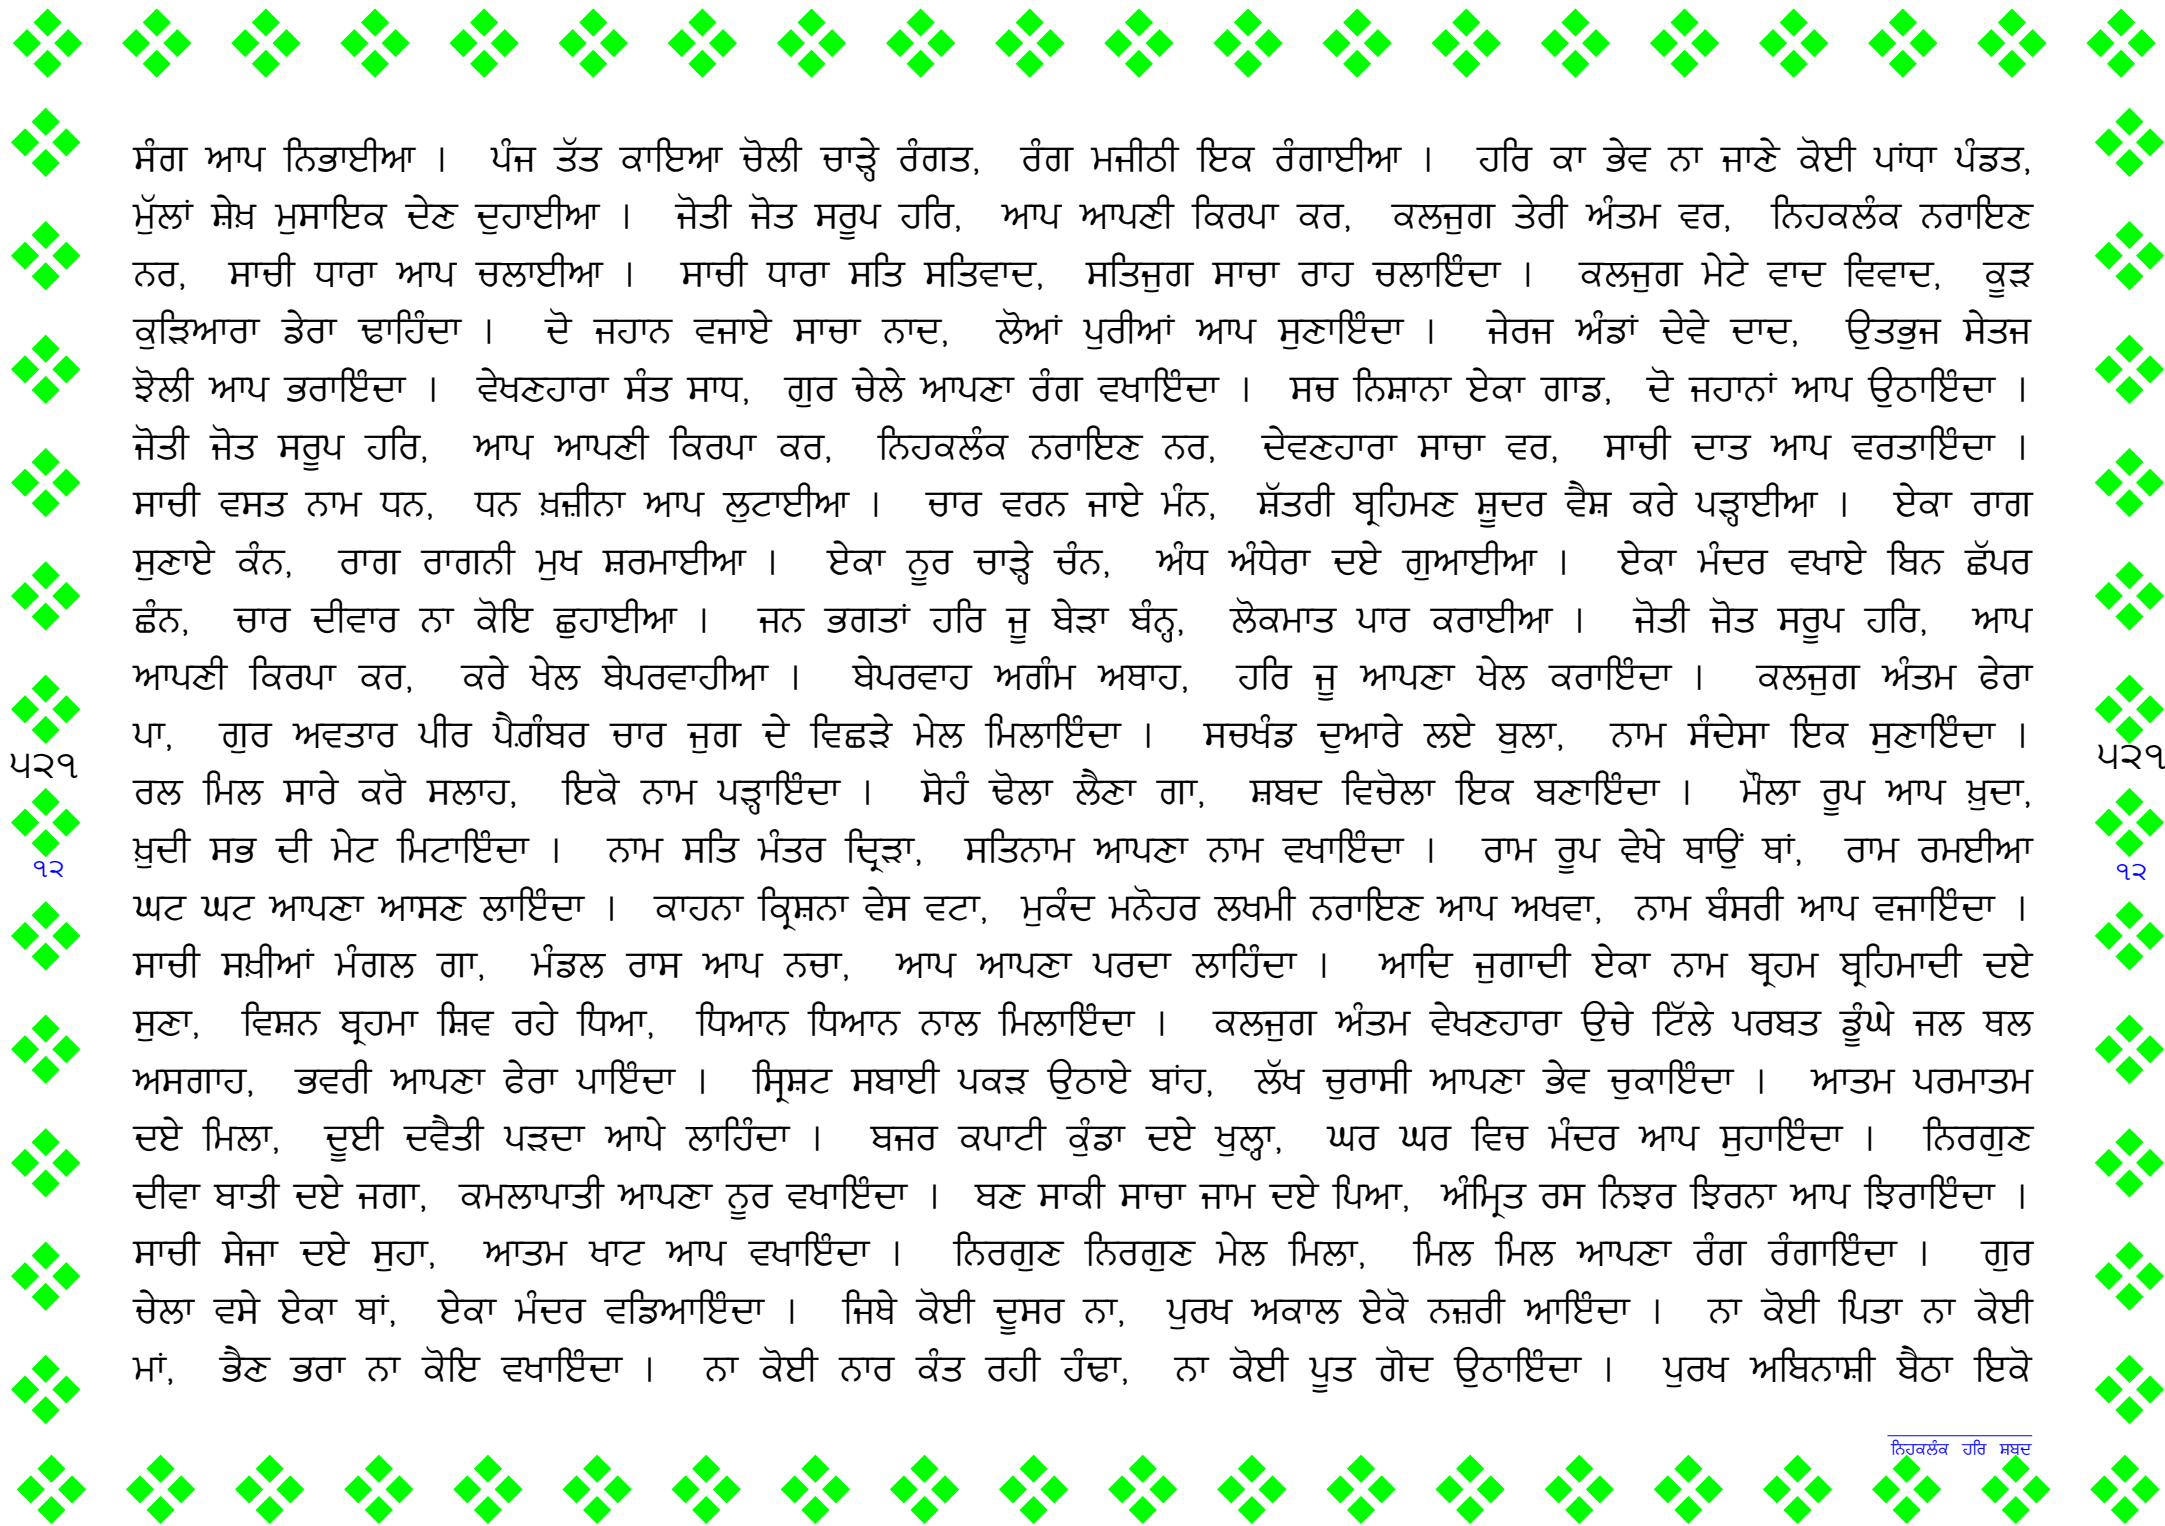 ਸੰਗ ਆਪ ਨਿਭਾਈਆ । ਪੰਜ ਤੱਤ ਕਾਇਆ ਚੋਲੀ ਚਾੜ੍ਹੇ ਰੰਗਤ, ਰੰਗ ਮਜੀਠੀ ਇਕ ਰੰਗਾਈਆ । ਹਰਿ ਕਾ ਭੇਵ ਨਾ ਜਾਣੇ ਕੋਈ ਪਾਂਧਾ ਪੰਡਤ,
ਮੁੱਲਾਂ ਸ਼ੇਖ਼ ਮੁਸਾਇਕ ਦੇਣ ਦੁਹਾਈਆ । ਜੋਤੀ ਜੋਤ ਸਰੂਪ ਹਰਿ, ਆਪ ਆਪਣੀ ਕਿਰਪਾ ਕਰ, ਕਲਜੁਗ ਤੇਰੀ ਅੰਤਮ ਵਰ, ਨਿਹਕਲੰਕ ਨਰਾਇਣ
ਨਰ, ਸਾਚੀ ਧਾਰਾ ਆਪ ਚਲਾਈਆ । ਸਾਚੀ ਧਾਰਾ ਸਤਿ ਸਤਿਵਾਦ, ਸਤਿਜੁਗ ਸਾਚਾ ਰਾਹ ਚਲਾਇੰਦਾ । ਕਲਜੁਗ ਮੇਟੇ ਵਾਦ ਵਿਵਾਦ, ਕੂੜ
ਕੁੜਿਆਰਾ ਡੇਰਾ ਢਾਹਿੰਦਾ । ਦੋ ਜਹਾਨ ਵਜਾਏ ਸਾਚਾ ਨਾਦ, ਲੋਆਂ ਪੁਰੀਆਂ ਆਪ ਸੁਣਾਇੰਦਾ । ਜੇਰਜ ਅੰਡਾਂ ਦੇਵੇ ਦਾਦ, ਉਤਭੁਜ ਸੇਤਜ
ਝੋਲੀ ਆਪ ਭਰਾਇੰਦਾ । ਵੇਖਣਹਾਰਾ ਸੰਤ ਸਾਧ, ਗੁਰ ਚੇਲੇ ਆਪਣਾ ਰੰਗ ਵਖਾਇੰਦਾ । ਸਚ ਨਿਸ਼ਾਨਾ ਏਕਾ ਗਾਡ, ਦੋ ਜਹਾਨਾਂ ਆਪ ਉਠਾਇੰਦਾ ।
ਜੋਤੀ ਜੋਤ ਸਰੂਪ ਹਰਿ, ਆਪ ਆਪਣੀ ਕਿਰਪਾ ਕਰ, ਨਿਹਕਲੰਕ ਨਰਾਇਣ ਨਰ, ਦੇਵਣਹਾਰਾ ਸਾਚਾ ਵਰ, ਸਾਚੀ ਦਾਤ ਆਪ ਵਰਤਾਇੰਦਾ ।
ਸਾਚੀ ਵਸਤ ਨਾਮ ਧਨ, ਧਨ ਖ਼ਜ਼ੀਨਾ ਆਪ ਲੁਟਾਈਆ । ਚਾਰ ਵਰਨ ਜਾਏ ਮੰਨ, ਸ਼ੱਤਰੀ ਬ੍ਰਹਿਮਣ ਸ਼ੂਦਰ ਵੈਸ਼ ਕਰੇ ਪੜ੍ਹਾਈਆ । ਏਕਾ ਰਾਗ
ਸੁਣਾਏ ਕੰਨ, ਰਾਗ ਰਾਗਨੀ ਮੁਖ ਸ਼ਰਮਾਈਆ । ਏਕਾ ਨੂਰ ਚਾੜ੍ਹੇ ਚੰਨ, ਅੰਧ ਅੰਧੇਰਾ ਦਏ ਗੁਆਈਆ । ਏਕਾ ਮੰਦਰ ਵਖਾਏ ਬਿਨ ਛੱਪਰ
ਛੰਨ, ਚਾਰ ਦੀਵਾਰ ਨਾ ਕੋਇ ਛੁਹਾਈਆ । ਜਨ ਭਗਤਾਂ ਹਰਿ ਜੂ ਬੇੜਾ ਬੰਨ੍ਹ, ਲੋਕਮਾਤ ਪਾਰ ਕਰਾਈਆ । ਜੋਤੀ ਜੋਤ ਸਰੂਪ ਹਰਿ, ਆਪ
ਆਪਣੀ ਕਿਰਪਾ ਕਰ, ਕਰੇ ਖੇਲ ਬੇਪਰਵਾਹੀਆ । ਬੇਪਰਵਾਹ ਅਗੰਮ ਅਥਾਹ, ਹਰਿ ਜੂ ਆਪਣਾ ਖੇਲ ਕਰਾਇੰਦਾ । ਕਲਜੁਗ ਅੰਤਮ ਫੇਰਾ
ਪਾ, ਗੁਰ ਅਵਤਾਰ ਪੀਰ ਪੈਗ਼ੰਬਰ ਚਾਰ ਜੁਗ ਦੇ ਵਿਛੜੇ ਮੇਲ ਮਿਲਾਇੰਦਾ । ਸਚਖੰਡ ਦੁਆਰੇ ਲਏ ਬੁਲਾ, ਨਾਮ ਸੰਦੇਸਾ ਇਕ ਸੁਣਾਇੰਦਾ ।
੫੨੧ ੫੨੧
ਰਲ ਮਿਲ ਸਾਰੇ ਕਰੋ ਸਲਾਹ, ਇਕੋ ਨਾਮ ਪੜ੍ਹਾਇੰਦਾ । ਸੋਹੰ ਢੋਲਾ ਲੈਣਾ ਗਾ, ਸ਼ਬਦ ਵਿਚੋਲਾ ਇਕ ਬਣਾਇੰਦਾ । ਮੌਲਾ ਰੂਪ ਆਪ ਖ਼ੁਦਾ,
ਖ਼ੁਦੀ ਸਭ ਦੀ ਮੇਟ ਮਿਟਾਇੰਦਾ । ਨਾਮ ਸਤਿ ਮੰਤਰ ਦ੍ਰਿੜਾ, ਸਤਿਨਾਮ ਆਪਣਾ ਨਾਮ ਵਖਾਇੰਦਾ । ਰਾਮ ਰੂਪ ਵੇਖੇ ਥਾਉਂ ਥਾਂ, ਰਾਮ ਰਮਈਆ
੧੨ ੧੨
ਘਟ ਘਟ ਆਪਣਾ ਆਸਣ ਲਾਇੰਦਾ । ਕਾਹਨਾ ਕ੍ਰਿਸ਼ਨਾ ਵੇਸ ਵਟਾ, ਮੁਕੰਦ ਮਨੋਹਰ ਲਖਮੀ ਨਰਾਇਣ ਆਪ ਅਖਵਾ, ਨਾਮ ਬੰਸਰੀ ਆਪ ਵਜਾਇੰਦਾ ।
ਸਾਚੀ ਸਖ਼ੀਆਂ ਮੰਗਲ ਗਾ, ਮੰਡਲ ਰਾਸ ਆਪ ਨਚਾ, ਆਪ ਆਪਣਾ ਪਰਦਾ ਲਾਹਿੰਦਾ । ਆਦਿ ਜੁਗਾਦੀ ਏਕਾ ਨਾਮ ਬ੍ਰਹਮ ਬ੍ਰਹਿਮਾਦੀ ਦਏ
ਸੁਣਾ, ਵਿਸ਼ਨ ਬ੍ਰਹਮਾ ਸ਼ਿਵ ਰਹੇ ਧਿਆ, ਧਿਆਨ ਧਿਆਨ ਨਾਲ ਮਿਲਾਇੰਦਾ । ਕਲਜੁਗ ਅੰਤਮ ਵੇਖਣਹਾਰਾ ਉਚੇ ਟਿੱਲੇ ਪਰਬਤ ਡੂੰਘੇ ਜਲ ਥਲ
ਅਸਗਾਹ, ਭਵਰੀ ਆਪਣਾ ਫੇਰਾ ਪਾਇੰਦਾ । ਸ੍ਰਿਸ਼ਟ ਸਬਾਈ ਪਕੜ ਉਠਾਏ ਬਾਂਹ, ਲੱਖ ਚੁਰਾਸੀ ਆਪਣਾ ਭੇਵ ਚੁਕਾਇੰਦਾ । ਆਤਮ ਪਰਮਾਤਮ
ਦਏ ਮਿਲਾ, ਦੂਈ ਦਵੈਤੀ ਪੜਦਾ ਆਪੇ ਲਾਹਿੰਦਾ । ਬਜਰ ਕਪਾਟੀ ਕੁੰਡਾ ਦਏ ਖੁਲ੍ਹਾ, ਘਰ ਘਰ ਵਿਚ ਮੰਦਰ ਆਪ ਸੁਹਾਇੰਦਾ । ਨਿਰਗੁਣ
ਦੀਵਾ ਬਾਤੀ ਦਏ ਜਗਾ, ਕਮਲਾਪਾਤੀ ਆਪਣਾ ਨੂਰ ਵਖਾਇੰਦਾ । ਬਣ ਸਾਕੀ ਸਾਚਾ ਜਾਮ ਦਏ ਪਿਆ, ਅੰਮ੍ਰਿਤ ਰਸ ਨਿਝਰ ਝਿਰਨਾ ਆਪ ਝਿਰਾਇੰਦਾ ।
ਸਾਚੀ ਸੇਜਾ ਦਏ ਸੁਹਾ, ਆਤਮ ਖਾਟ ਆਪ ਵਖਾਇੰਦਾ । ਨਿਰਗੁਣ ਨਿਰਗੁਣ ਮੇਲ ਮਿਲਾ, ਮਿਲ ਮਿਲ ਆਪਣਾ ਰੰਗ ਰੰਗਾਇੰਦਾ । ਗੁਰ
ਚੇਲਾ ਵਸੇ ਏਕਾ ਥਾਂ, ਏਕਾ ਮੰਦਰ ਵਡਿਆਇੰਦਾ । ਜਿਥੇ ਕੋਈ ਦੂਸਰ ਨਾ, ਪੁਰਖ ਅਕਾਲ ਏਕੋ ਨਜ਼ਰੀ ਆਇੰਦਾ । ਨਾ ਕੋਈ ਪਿਤਾ ਨਾ ਕੋਈ
ਮਾਂ, ਭੈਣ ਭਰਾ ਨਾ ਕੋਇ ਵਖਾਇੰਦਾ । ਨਾ ਕੋਈ ਨਾਰ ਕੰਤ ਰਹੀ ਹੰਢਾ, ਨਾ ਕੋਈ ਪੂਤ ਗੋਦ ਉਠਾਇੰਦਾ । ਪੁਰਖ ਅਬਿਨਾਸ਼ੀ ਬੈਠਾ ਇਕੋ
ਨਿਹਕਲੰਕ ਹਰਿ ਸ਼ਬਦ